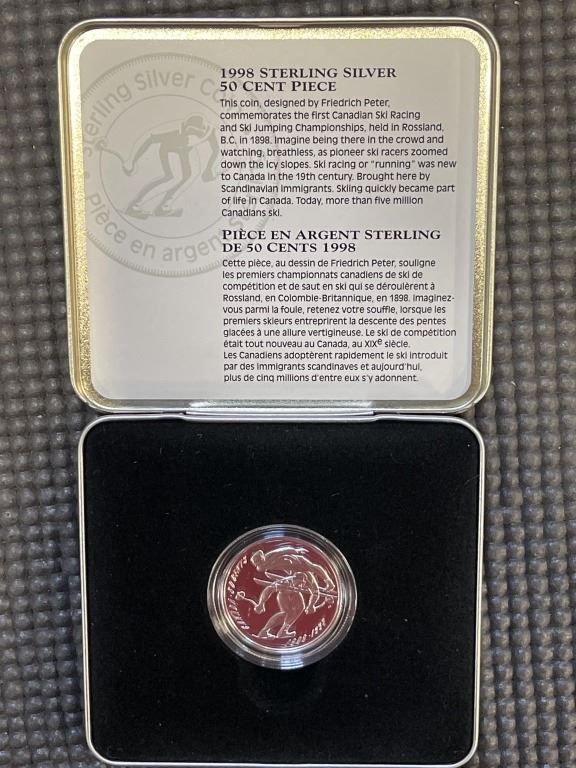 Sterling Silver Co
Pièce en argent S
1998 STERLING SILVER
50 CENT PIECE
This coin, designed by Friedrich Peter,
commemorates the first Canadian Ski Racing
and Ski Jumping Championships, held in Rossland,
B.C. in 1898. Imagine being there in the crowd and
watching, breathless, as pioneer ski racers zoomed
down the icy slopes. Ski racing or "running" was new
to Canada in the 19th century. Brought here by
Scandinavian immigrants. Skiing quickly became part
of life in Canada. Today, more than five million
Canadians ski.
PIÈCE EN ARGENT STERLING
DE 50 CENTS 1998
Cette pièce, au dessin de Friedrich Peter, souligne
les premiers championnats canadiens de ski de
compétition et de saut en ski qui se déroulèrent à
Rossland, en Colombie-Britannique, en 1898. Imaginez-
vous parmi la foule, retenez votre souffle, lorsque les
premiers skieurs entreprirent la descente des pentes
glacées à une allure vertigineuse. Le ski de compétition
était tout nouveau au Canada, au XIXe siècle.
Les Canadiens adoptèrent rapidement le ski introduit
par des immigrants scandinaves et aujourd'hui,
plus de cinq millions d'entre eux s'y adonnent.
CANADA · 50 CENTS
1898-1998